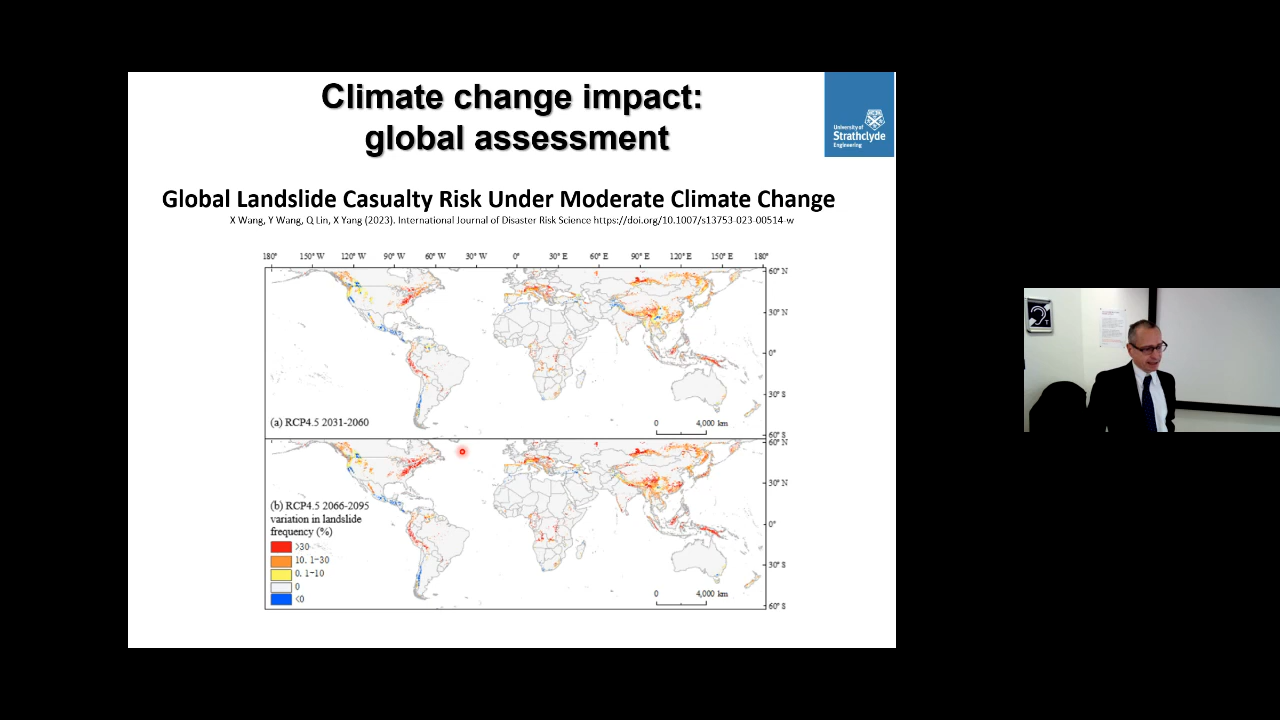 Climate change impact:
global assessment
University of
Strathclyde
Engineering
Global Landslide Casualty Risk Under Moderate Climate Change
X Wang, Y Wang, Q Lin, X Yang (2023). International Journal of Disaster Risk Science https://doi.org/10.1007/s13753-023-00514-w
180° 150° W 120° W 90° W 60° W 30° W 0° 30° E 60° E 90° E 120° E 150° E 180°
60° N
30° N
0°
30° S
(a) RCP4.5 2031-2060
0 4,000 km
60° S
60° N
30° N
(b) RCP4.5 2066-2095
variation in landslide
frequency (%)
0°
>30
10. 1-30
30° S
0. 1-10
0
0 4,000 km
<0
60° S
T